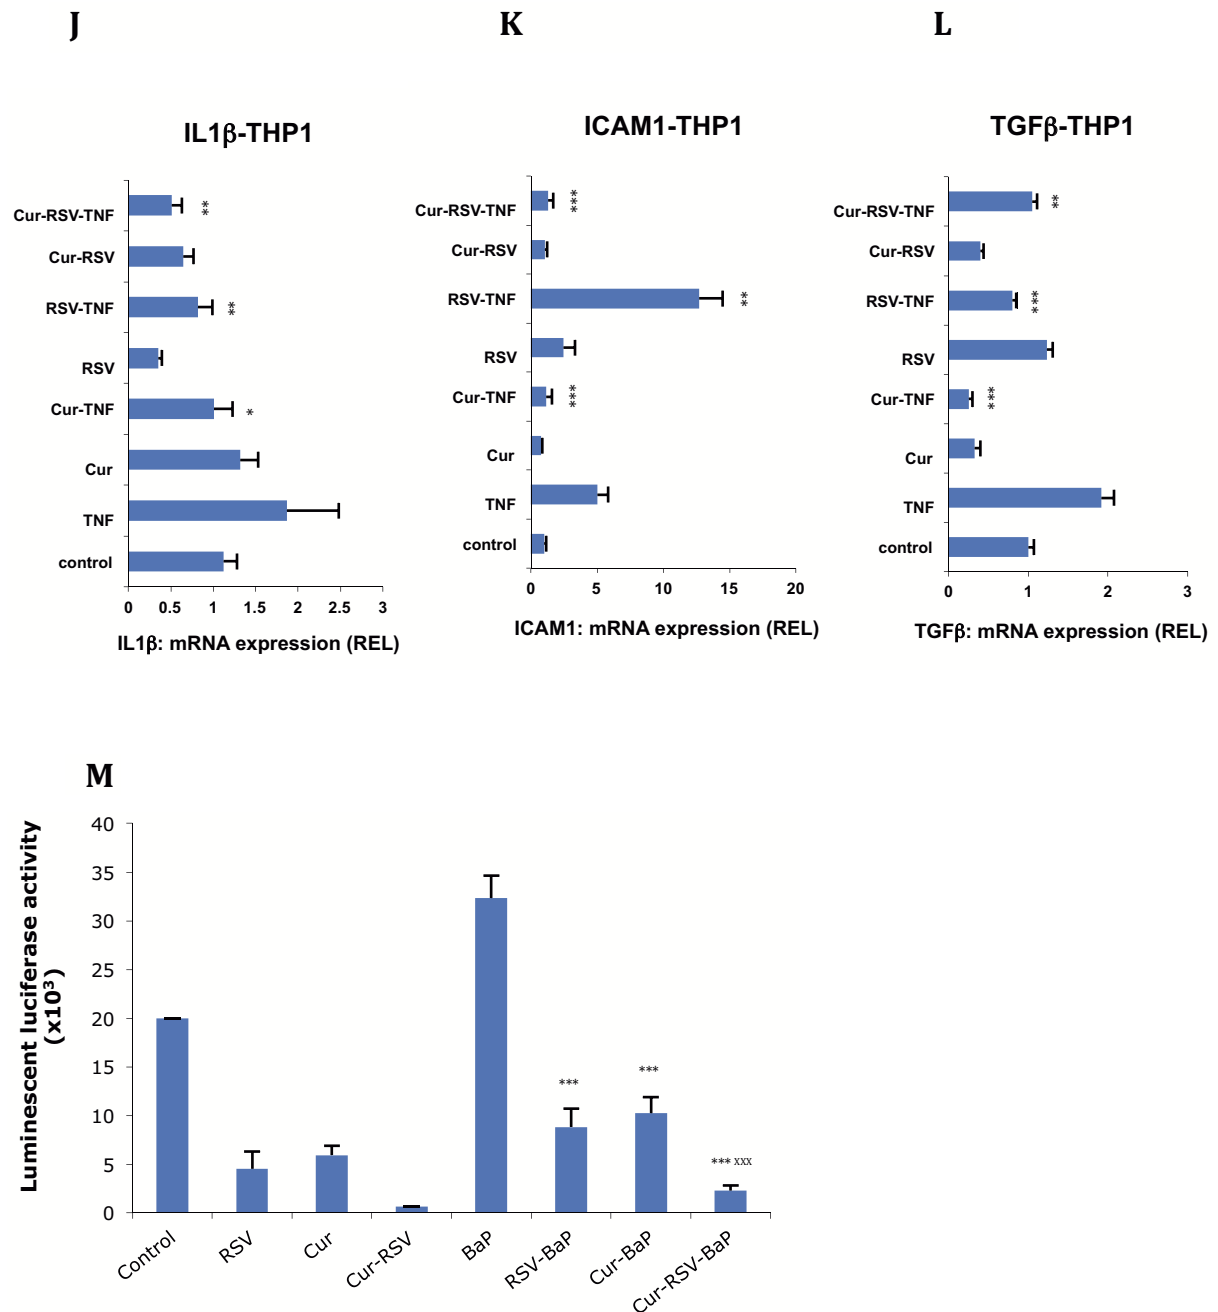 J
K
L
IL1β-THP1
ICAM1-THP1
TGFβ-THP1
Cur-RSV-TNF
**
Cur-RSV
RSV-TNF
**
RSV
Cur-TNF
*
Cur
TNF
control
0 0.5 1 1.5 2 2.5 3
IL1β: mRNA expression (REL)
Cur-RSV-TNF
***
Cur-RSV
RSV-TNF
**
RSV
Cur-TNF
***
Cur
TNF
control
0 5 10 15 20
ICAM1: mRNA expression (REL)
Cur-RSV-TNF
**
Cur-RSV
RSV-TNF
***
RSV
Cur-TNF
***
Cur
TNF
control
0 1 2 3
TGFβ: mRNA expression (REL)
M
Luminescent luciferase activity
(x10³)
40
35
30
25
20
15
10
5
0
***
***
*** xxx
Control RSV Cur Cur-RSV BaP RSV-BaP Cur-BaP Cur-RSV-BaP